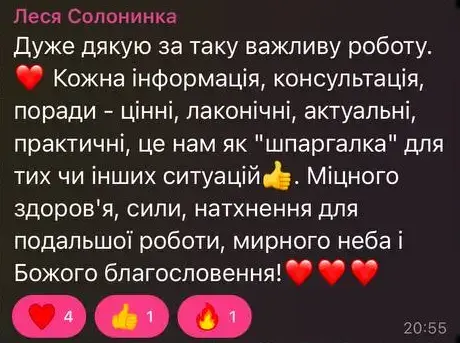 Леся Солонинка
Дуже дякую за таку важливу роботу.
❤️ Кожна інформація, консультація,
поради - цінні, лаконічні, актуальні,
практичні, це нам як "шпаргалка" для
тих чи інших ситуацій👍. Міцного
здоров'я, сили, натхнення для
подальшої роботи, мирного неба і
Божого благословення!❤️❤️❤️
❤️ 4 👍 1 🔥 1
20:55